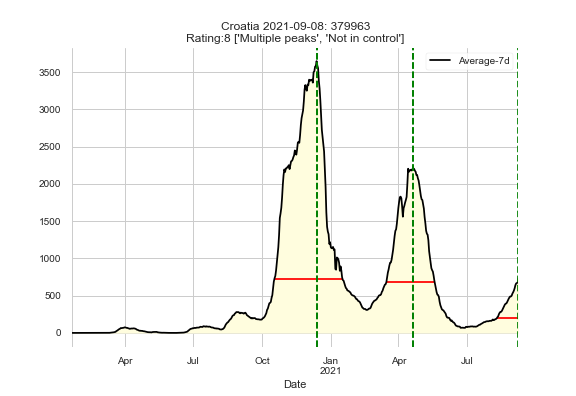 Croatia 2021-09-08: 379963
Rating:8 ['Multiple peaks', 'Not in control']
Average-7d
3500
3000
2500
2000
1500
1000
500
0
Apr Jul Oct Jan Apr Jul
2021
Date